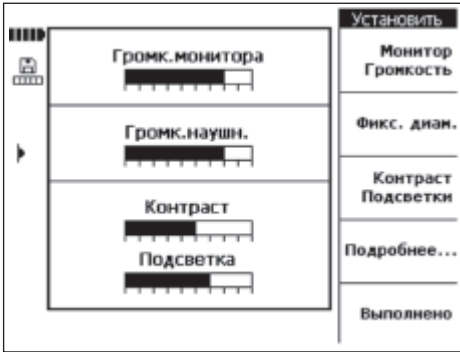 Установить
Громк.монитора
Громк.наушн.
Контраст
Подсветка
Монитор
Громкость
Фикс. диам.
Контраст
Подсветки
Подробнее...
Выполнено